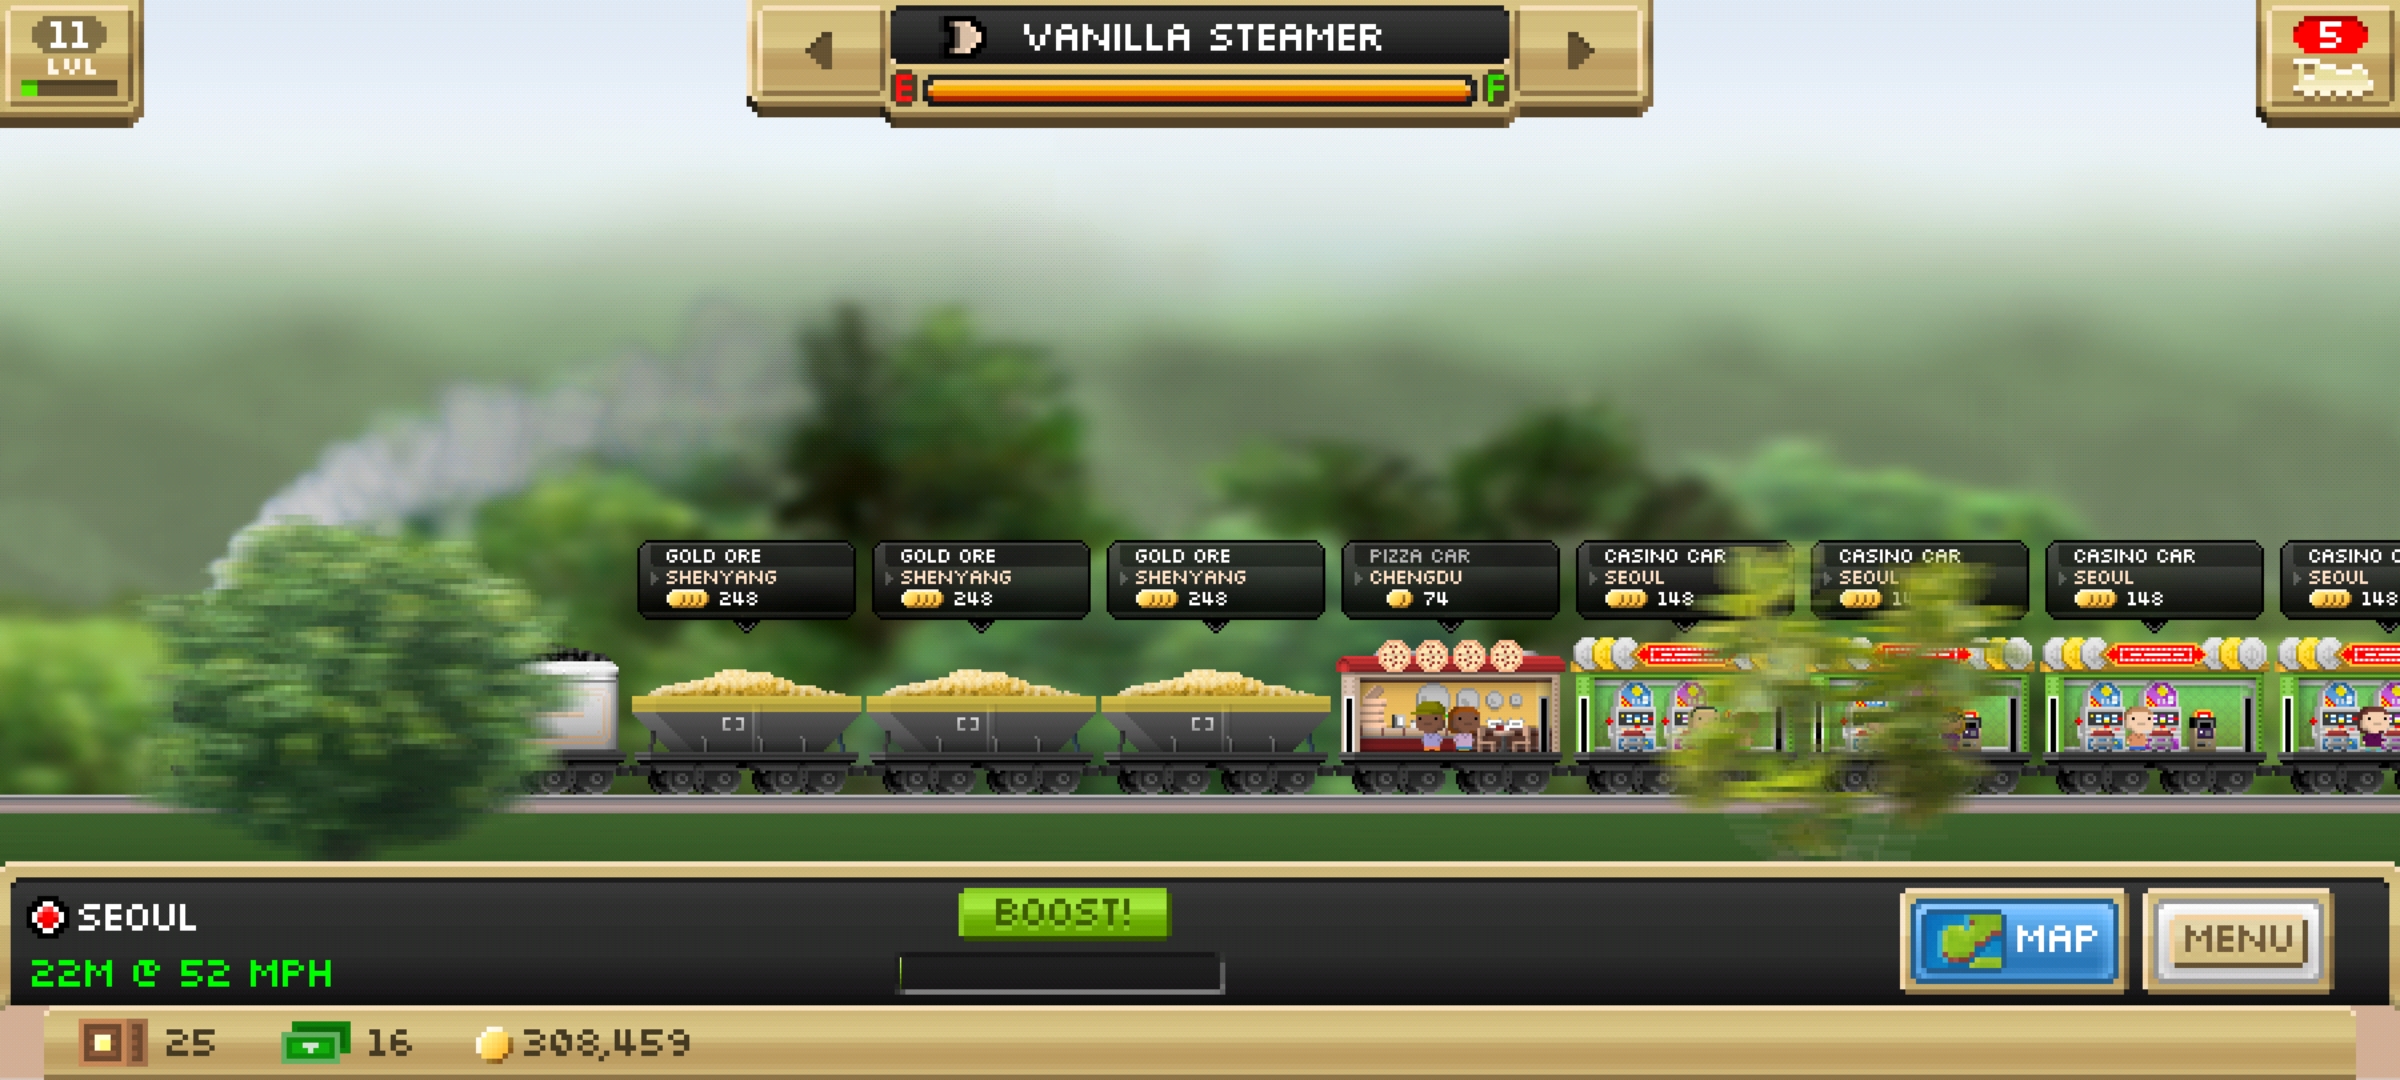 11
LVL
VANILLA STEAMER
E F
5
GOLD ORE
SHENYANG
248
GOLD ORE
SHENYANG
248
GOLD ORE
SHENYANG
248
PIZZA CAR
CHENGDU
74
CASINO CAR
SEOUL
148
CASINO CAR
SEOUL
CASINO CAR
SEOUL
148
CASINO
SEOUL
148
SEOUL
22M @ 52 MPH
BOOST!
MAP
MENU
25
16
308,459